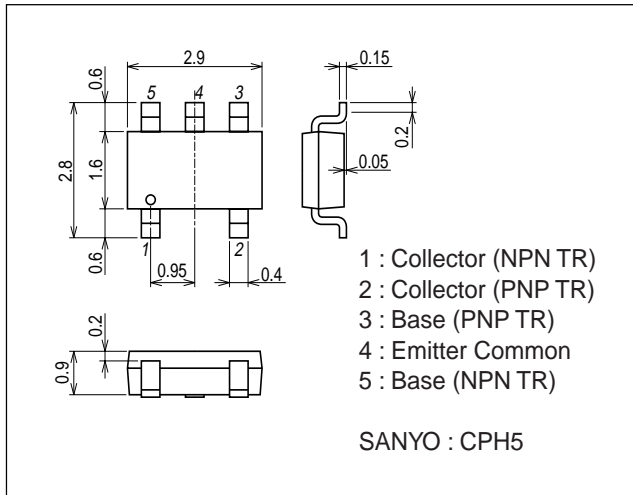 2.9
0.15
0.6
5
4
3
0.2
2.8
1.6
0.05
0.6
1
2
0.95
0.4
1 : Collector (NPN TR)
2 : Collector (PNP TR)
3 : Base (PNP TR)
4 : Emitter Common
5 : Base (NPN TR)
0.2
0.9
SANYO : CPH5